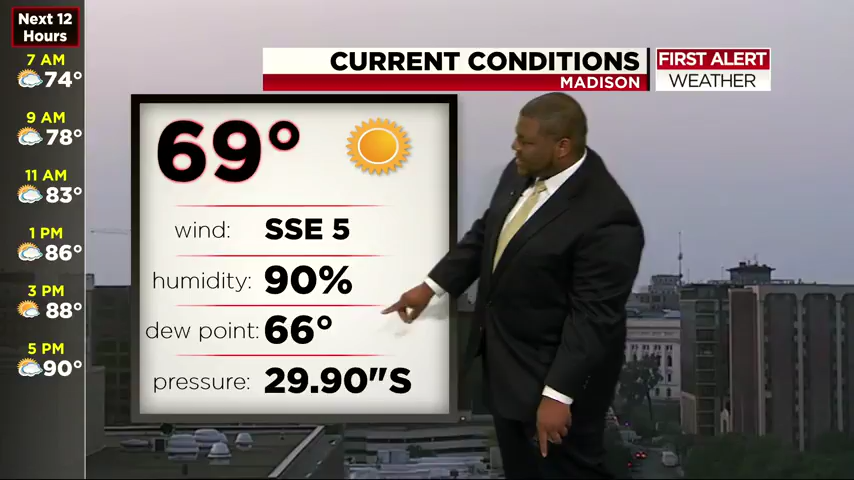 Next 12
Hours
7 AM
74°
9 AM
78°
11 AM
83°
1 PM
86°
3 PM
88°
5 PM
90°
CURRENT CONDITIONS
MADISON
FIRST ALERT
WEATHER
69°
wind: SSE 5
humidity: 90%
dew point: 66°
pressure: 29.90"S